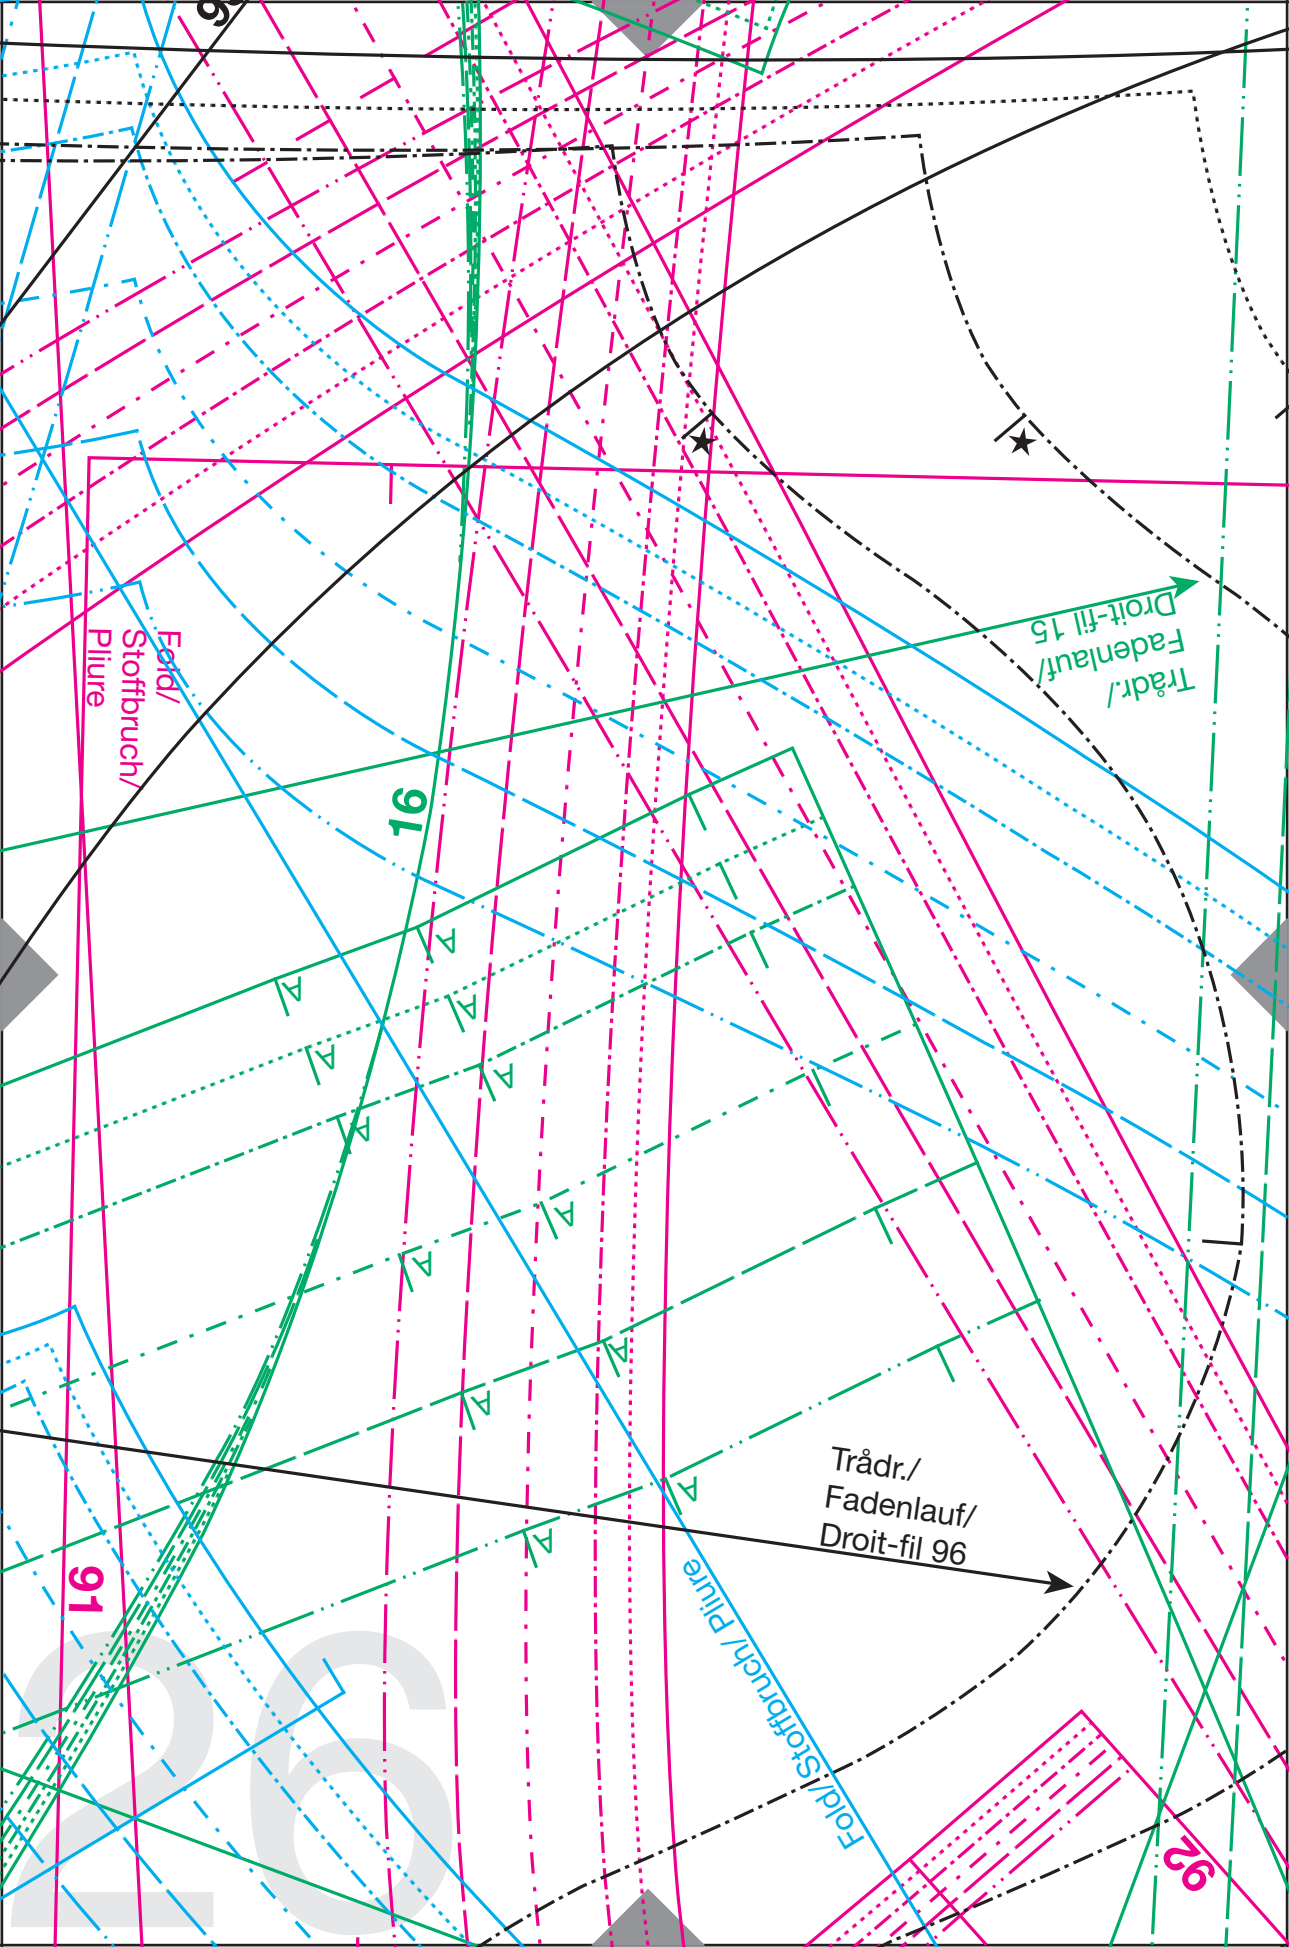 Fold/
Stoffbruch/
Pliure
Droit-fil 15
Fadenlauf/
Trådr./
16
A
A
A
A
A
A
A
A
A
A
A
A
Trådr./
Fadenlauf/
Droit-fil 96
91
26
Fold/Stoffbruch/ Pliure
92